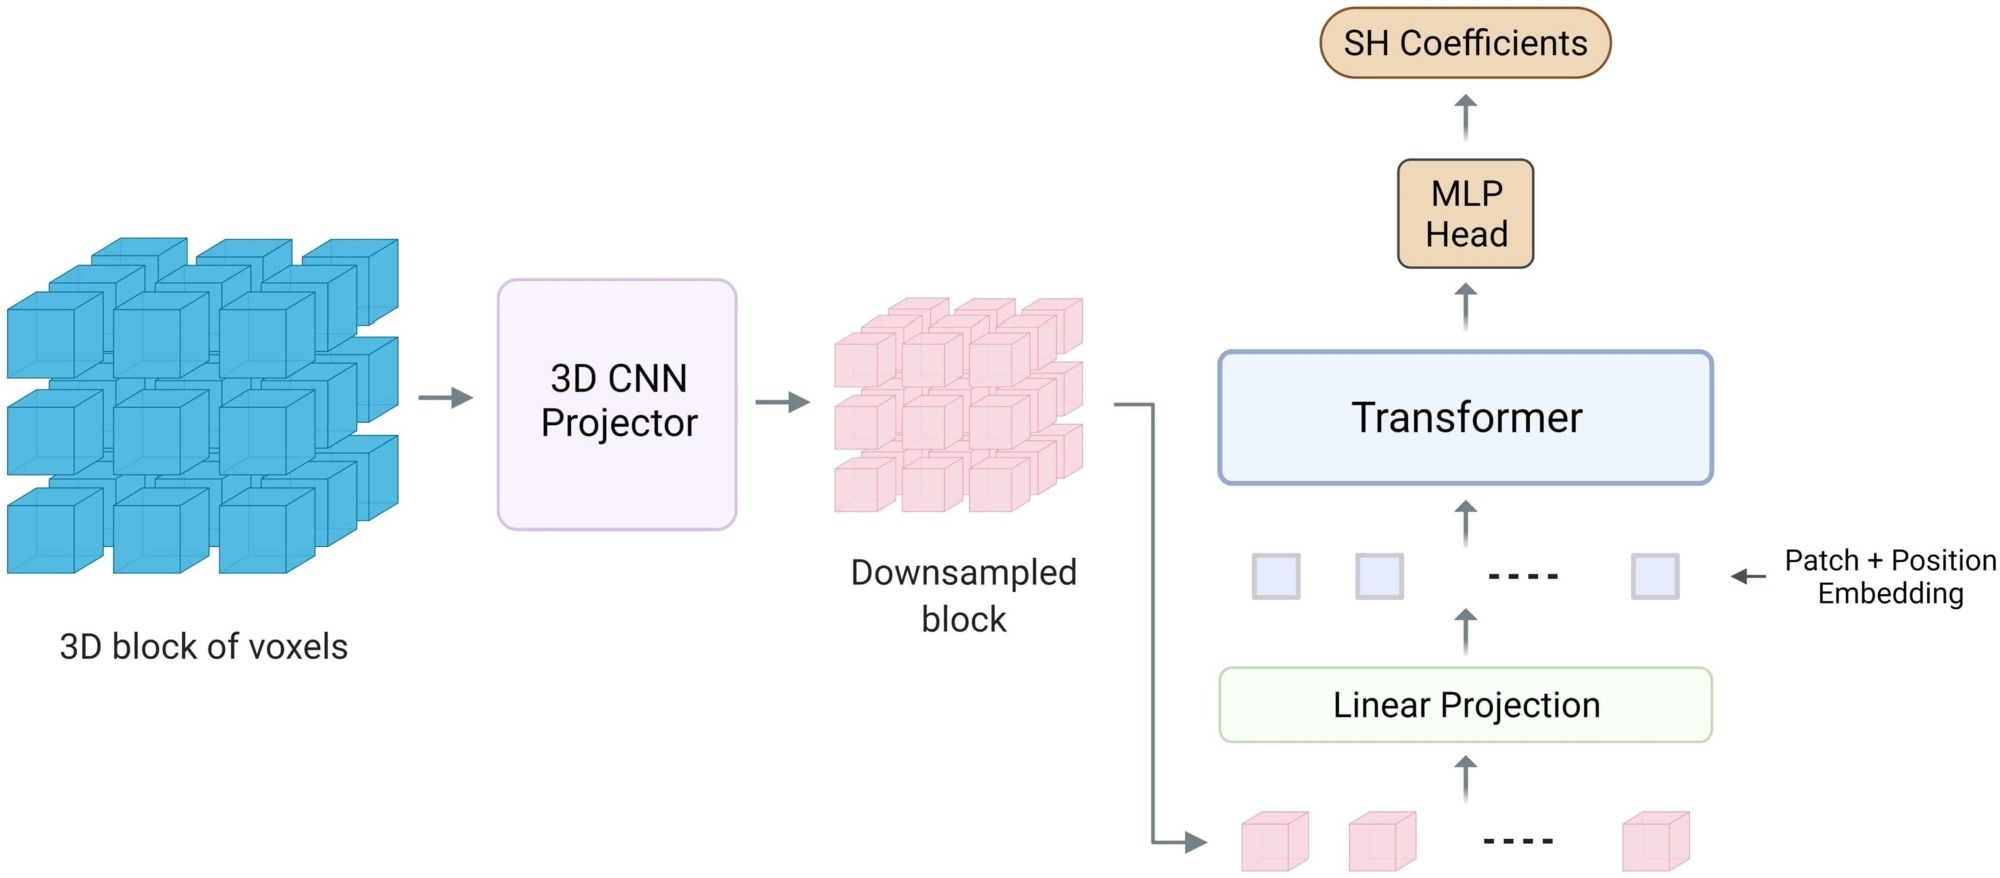 3D block of voxels
3D CNN
Projector
Downsampled
block
SH Coefficients
MLP
Head
Transformer
Patch + Position
Embedding
Linear Projection